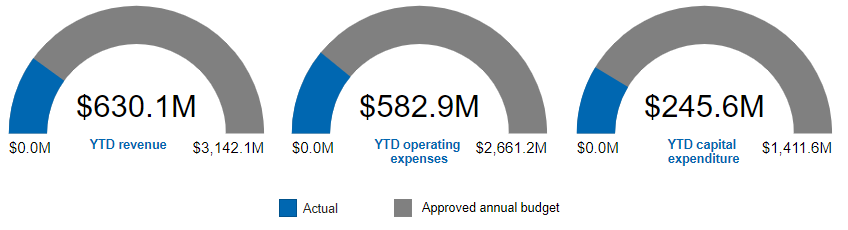 $630.1M
YTD revenue
$0.0M
$3,142.1M
$582.9M
YTD operating
expenses
$0.0M
$2,661.2M
$245.6M
YTD capital
expenditure
$0.0M
$1,411.6M
Actual
Approved annual budget